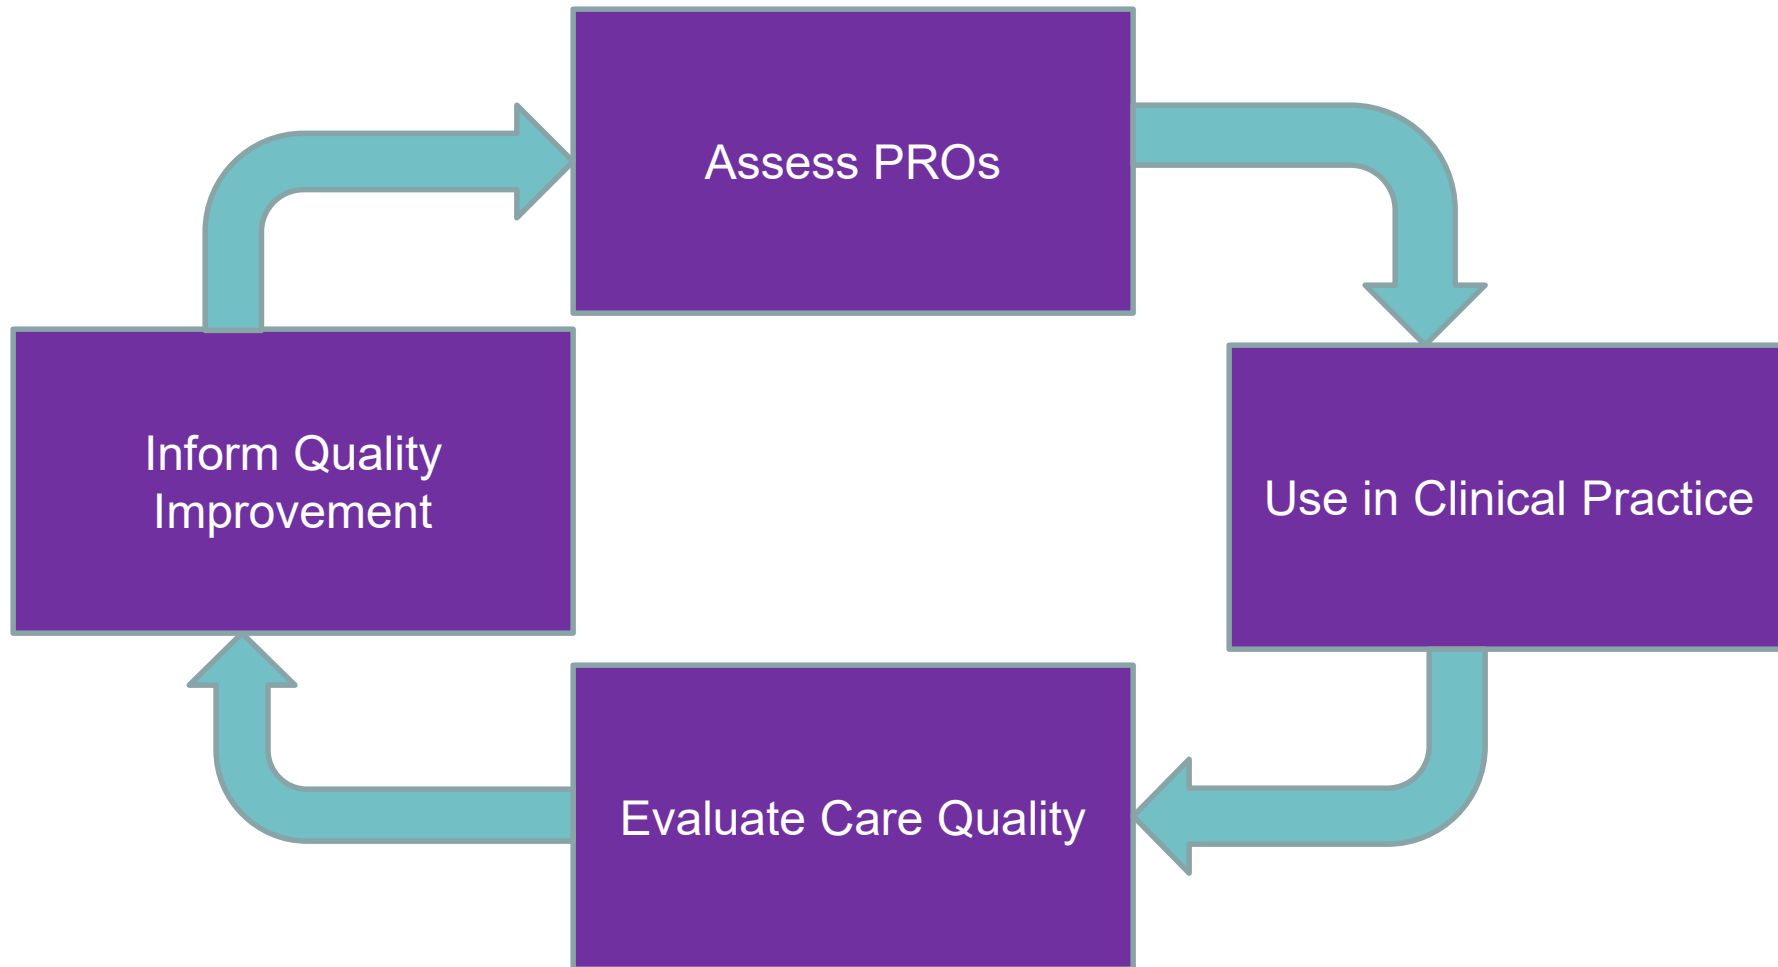 Assess PROs
Inform Quality
Improvement
Use in Clinical Practice
Evaluate Care Quality